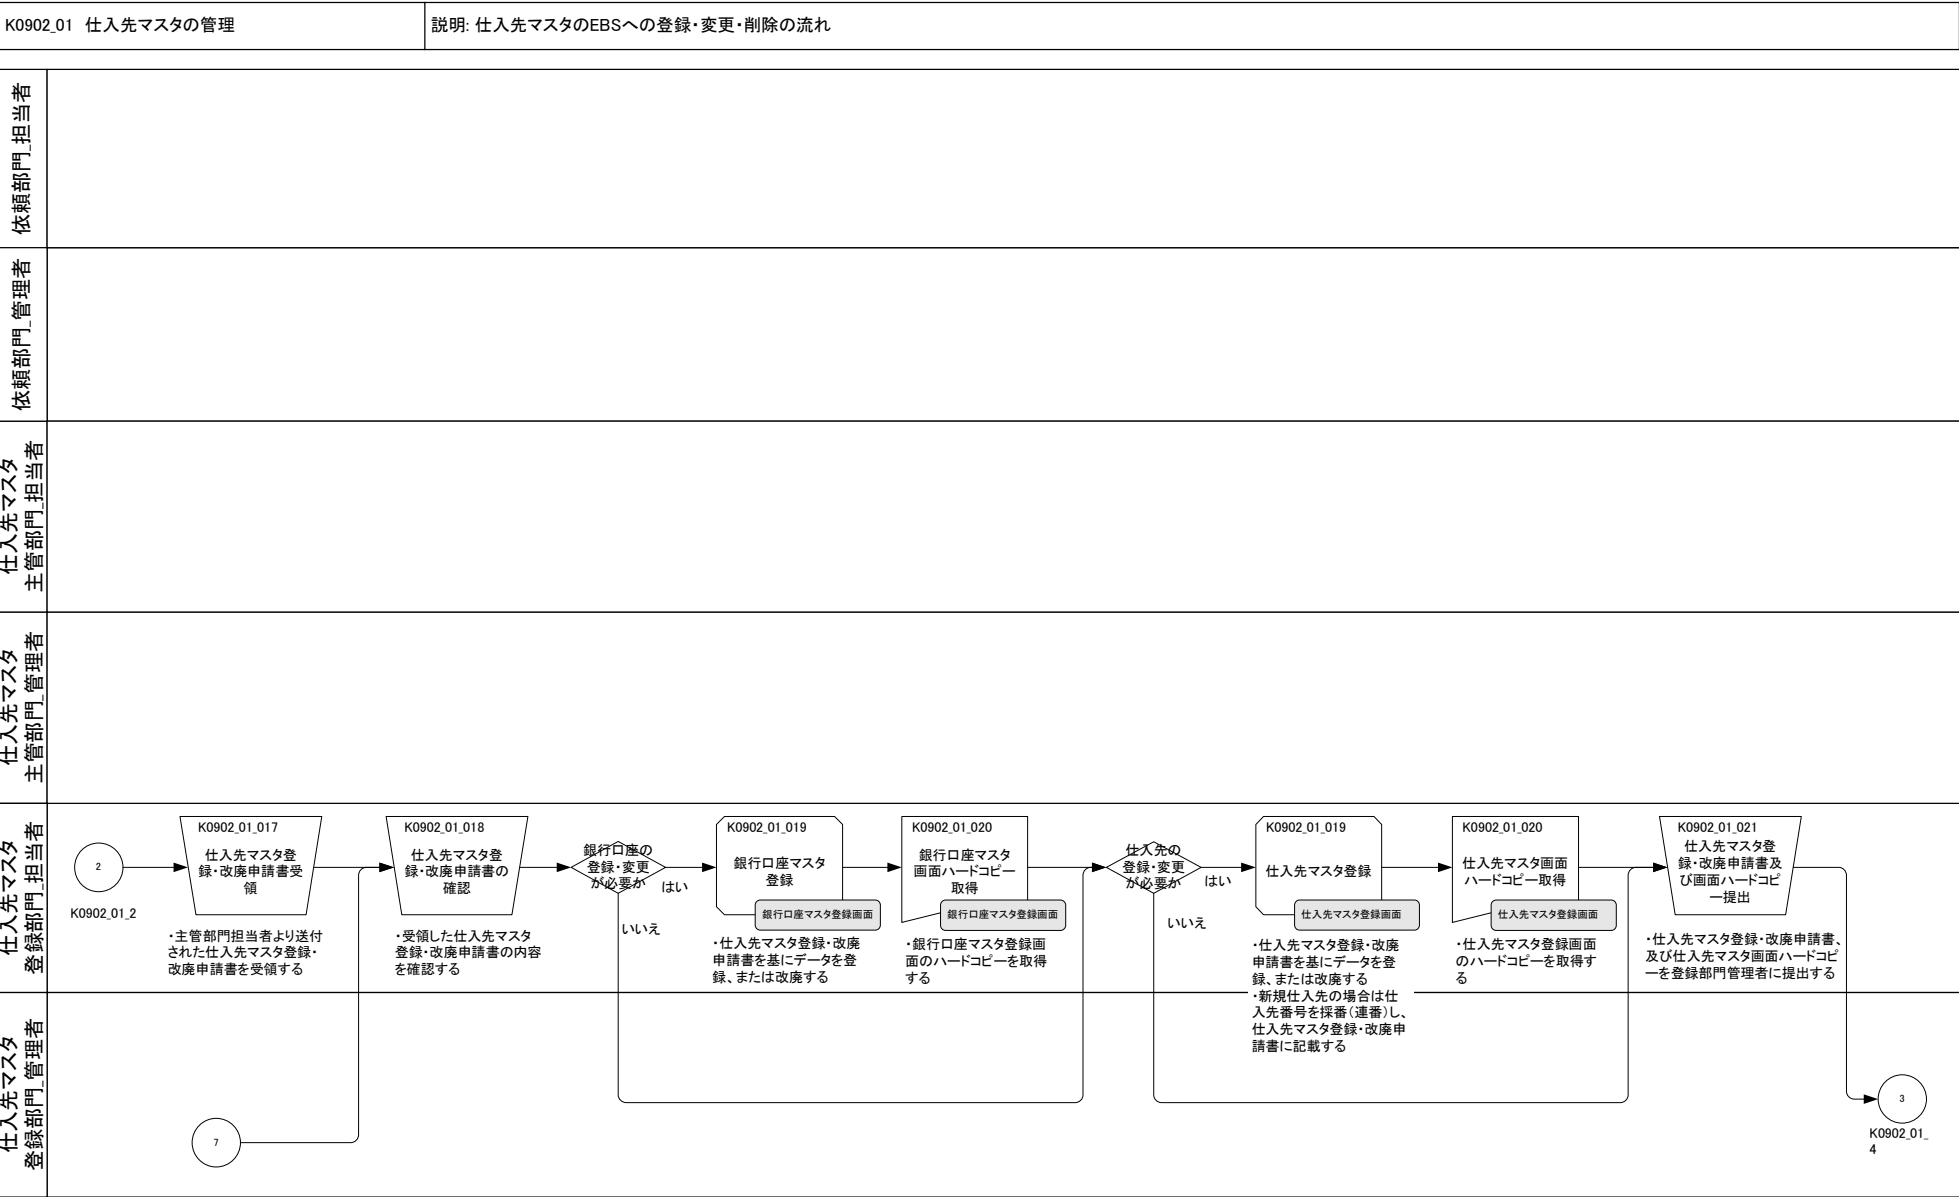 K0902_01 仕入先マスタの管理
説明: 仕入先マスタのEBSへの登録・変更・削除の流れ
依頼部門_担当者
依頼部門_管理者
仕入先マスタ
主管部門_担当者
仕入先マスタ
主管部門_管理者
仕入先マスタ
登録部門_担当者
2
K0902_01_2
K0902_01_017
仕入先マスタ登
録・改廃申請書受
領
・主管部門担当者より送付
された仕入先マスタ登録・
改廃申請書を受領する
K0902_01_018
仕入先マスタ登
録・改廃申請書の
確認
・受領した仕入先マスタ
登録・改廃申請書の内容
を確認する
銀行口座の
登録・変更
が必要か
はい
いいえ
K0902_01_019
銀行口座マスタ
登録
銀行口座マスタ登録画面
・仕入先マスタ登録・改廃
申請書を基にデータを登
録、または改廃する
K0902_01_020
銀行口座マスタ
画面ハードコピー
取得
銀行口座マスタ登録画面
・銀行口座マスタ登録画
面のハードコピーを取得
する
仕入先の
登録・変更
が必要か
はい
いいえ
K0902_01_019
仕入先マスタ登録
仕入先マスタ登録画面
・仕入先マスタ登録・改廃
申請書を基にデータを登
録、または改廃する
・新規仕入先の場合は仕
入先番号を採番（連番）し、
仕入先マスタ登録・改廃申
請書に記載する
K0902_01_020
仕入先マスタ画面
ハードコピー取得
仕入先マスタ登録画面
・仕入先マスタ登録画面
のハードコピーを取得す
る
K0902_01_021
仕入先マスタ登
録・改廃申請書及
び画面ハードコピ
ー提出
・仕入先マスタ登録・改廃申請書、
及び仕入先マスタ画面ハードコピ
ーを登録部門管理者に提出する
仕入先マスタ
登録部門_管理者
7
3
K0902_01_
4